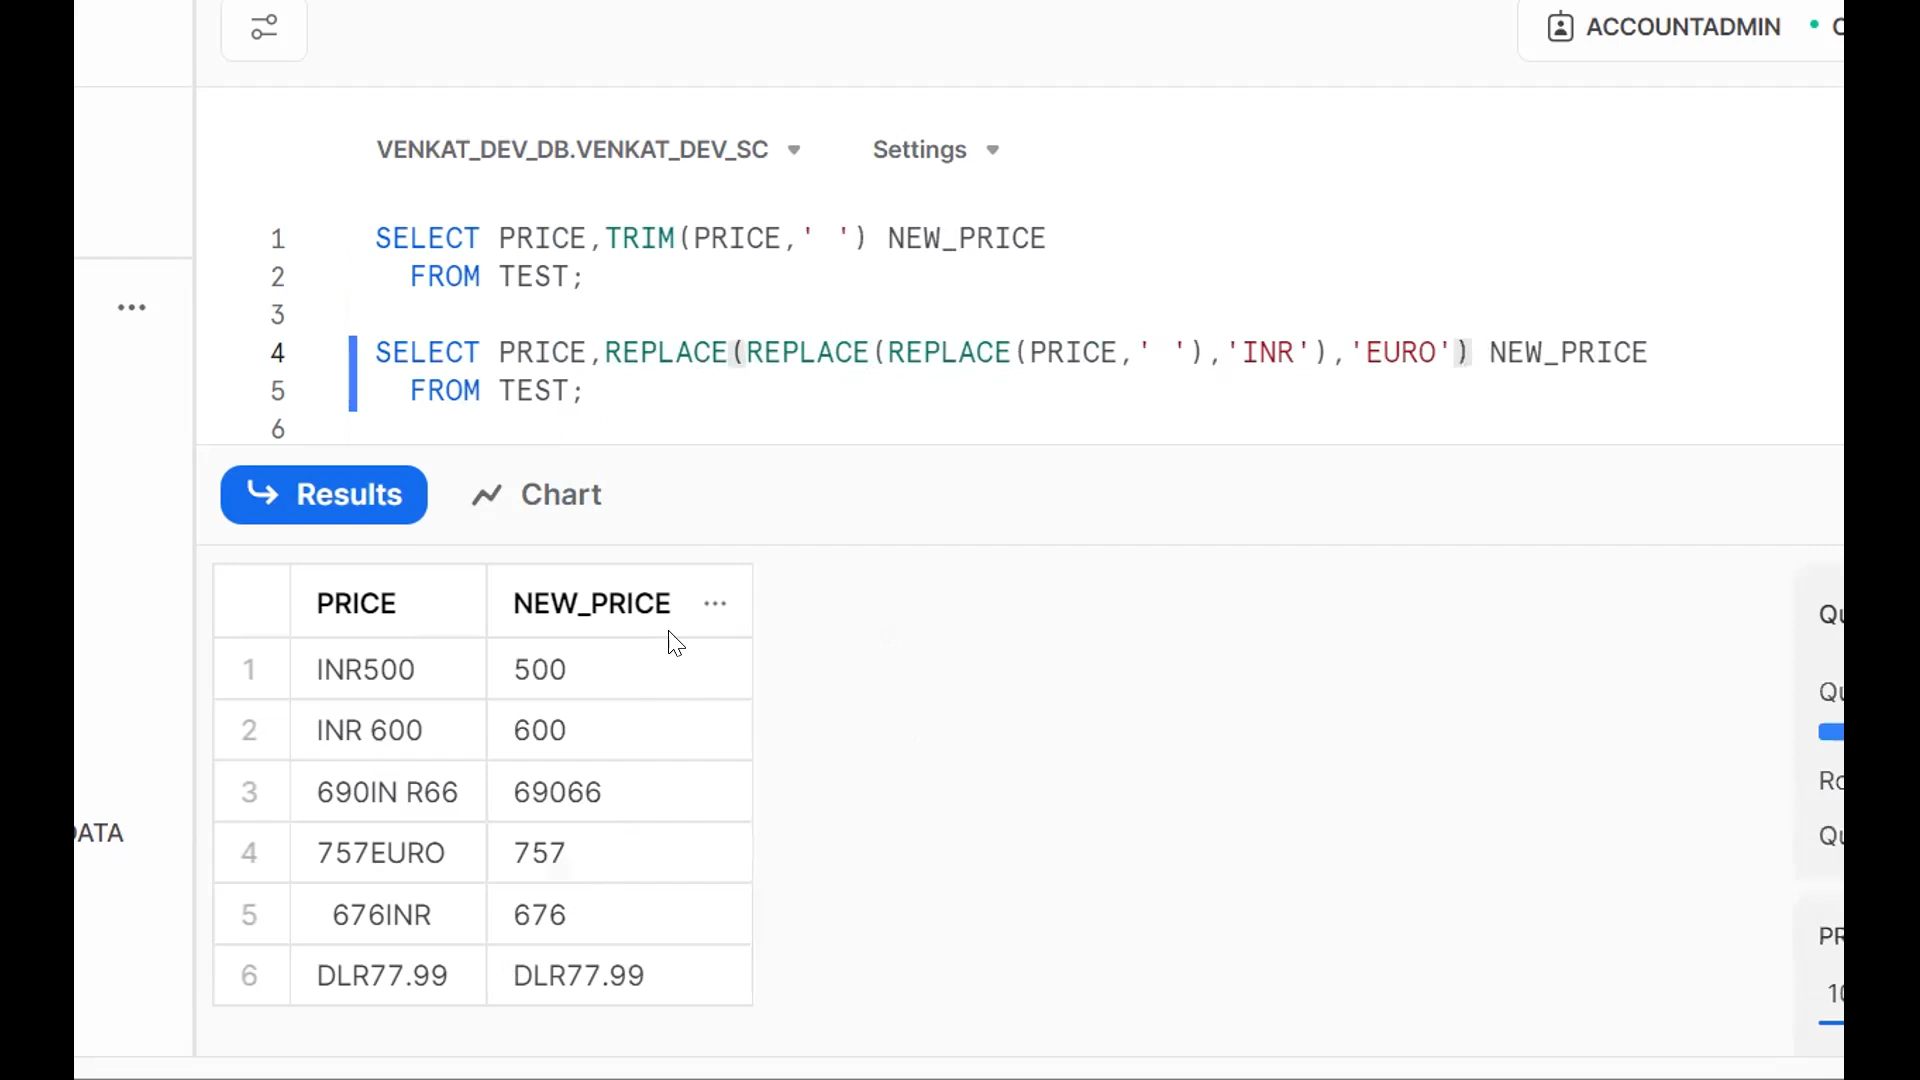 ACCOUNTADMIN
VENKAT_DEV_DB.VENKAT_DEV_SC Settings
1 SELECT PRICE,TRIM(PRICE,' ') NEW_PRICE
2 FROM TEST;
3
4 SELECT PRICE,REPLACE(REPLACE(REPLACE(PRICE,' '),'INR'),'EURO') NEW_PRICE
5 FROM TEST;
6
Results Chart
PRICE NEW_PRICE ...
1 INR500 500
2 INR 600 600
3 690IN R66 69066
4 757EURO 757
5 676INR 676
6 DLR77.99 DLR77.99